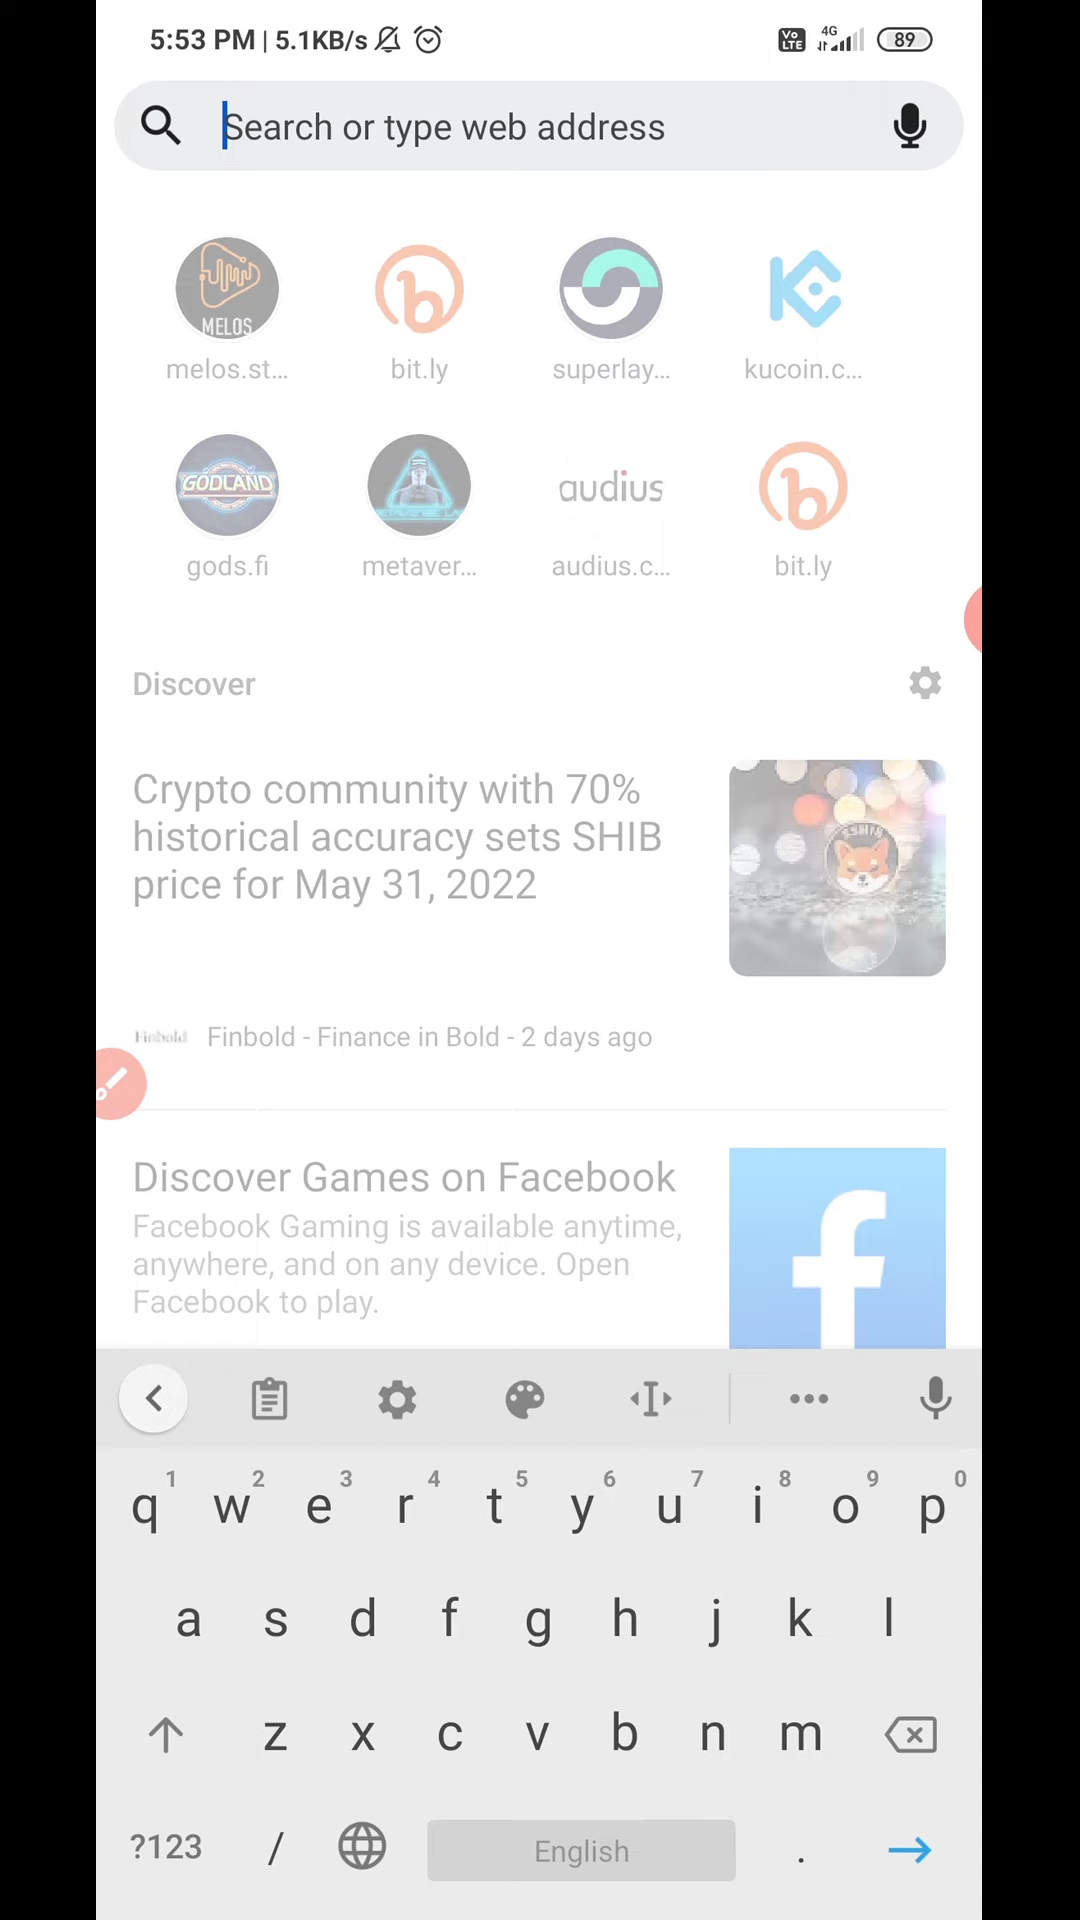 5:53 PM | 5.1KB/s Vo LTE 4G 89
Search or type web address
MELOS
melos.st... bit.ly superlay... kucoin.c...
GODLAND audius
gods.fi metaver... audius.c... bit.ly
Discover
Crypto community with 70%
historical accuracy sets SHIB
price for May 31, 2022
Finbold Finbold - Finance in Bold - 2 days ago
Discover Games on Facebook
Facebook Gaming is available anytime,
anywhere, and on any device. Open
Facebook to play.
1 2 3 4 5 6 7 8 9 0
q w e r t y u i o p
a s d f g h j k l
z x c v b n m
?123 / English .